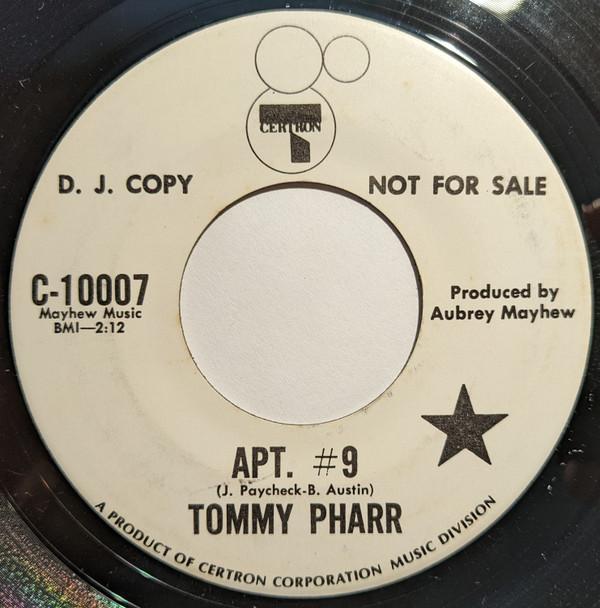 CERTRON
D. J. COPY
NOT FOR SALE
C-10007
Mayhew Music
BMI—2:12
Produced by
Aubrey Mayhew
APT. #9
(J. Paycheck-B. Austin)
TOMMY PHARR
A PRODUCT OF CERTRON CORPORATION MUSIC DIVISION